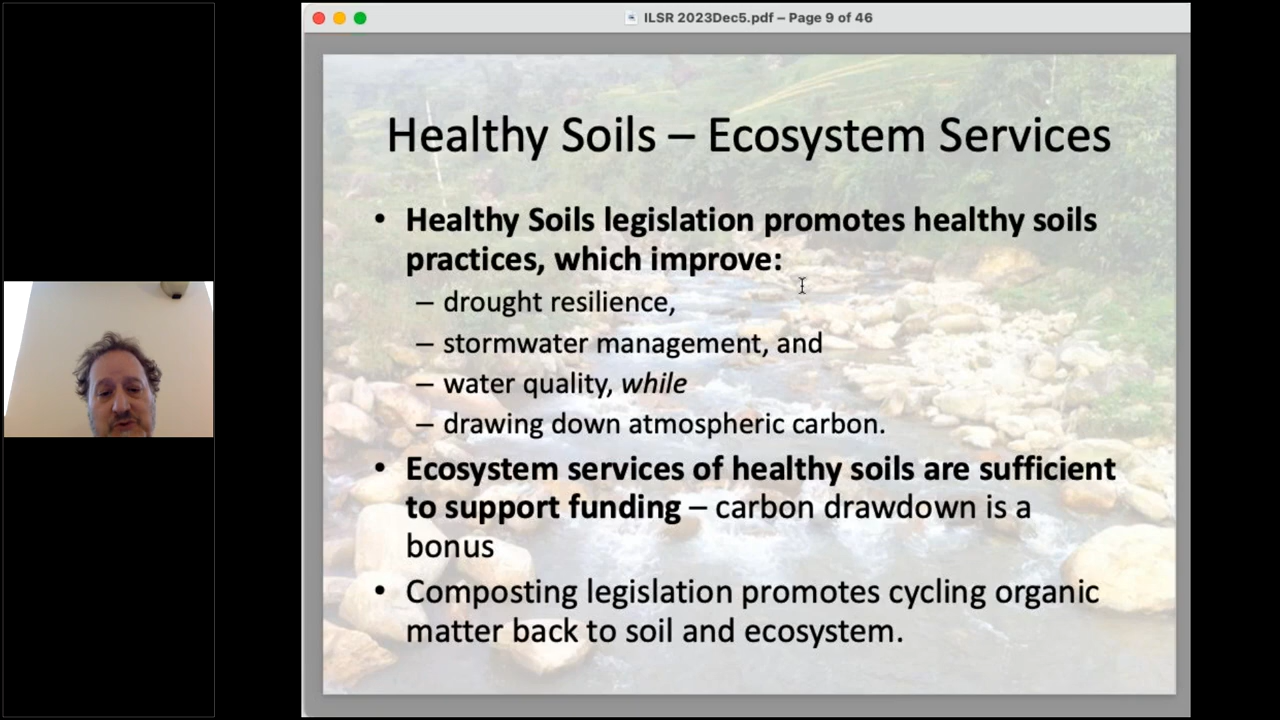 ILSR 2023Dec5.pdf – Page 9 of 46
Healthy Soils – Ecosystem Services
• Healthy Soils legislation promotes healthy soils
practices, which improve:
– drought resilience,
– stormwater management, and
– water quality, while
– drawing down atmospheric carbon.
• Ecosystem services of healthy soils are sufficient
to support funding – carbon drawdown is a
bonus
• Composting legislation promotes cycling organic
matter back to soil and ecosystem.